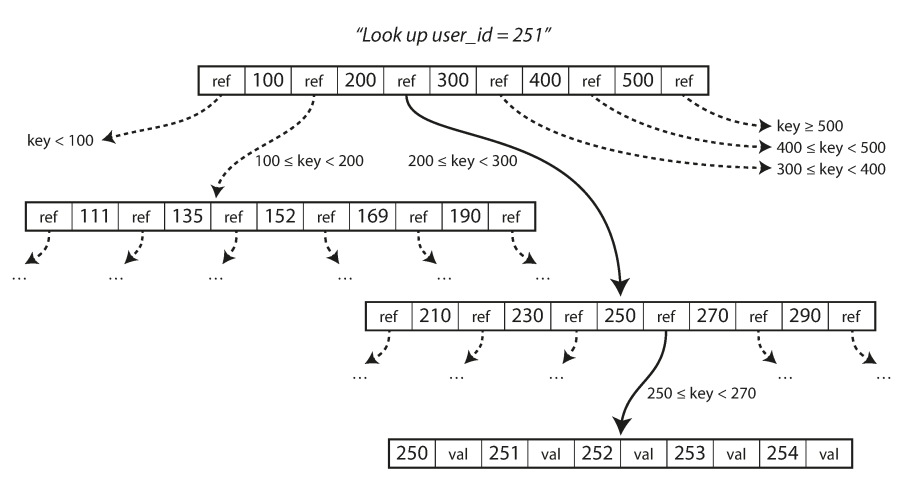 “Look up user_id = 251”
ref 100 ref 200 ref 300 ref 400 ref 500 ref
key < 100
key ≥ 500
400 ≤ key < 500
300 ≤ key < 400
100 ≤ key < 200
200 ≤ key < 300
ref 111 ref 135 ref 152 ref 169 ref 190 ref
... ... ... ... ... ...
ref 210 ref 230 ref 250 ref 270 ref 290 ref
... ... ... ... ...
250 ≤ key < 270
250 val 251 val 252 val 253 val 254 val